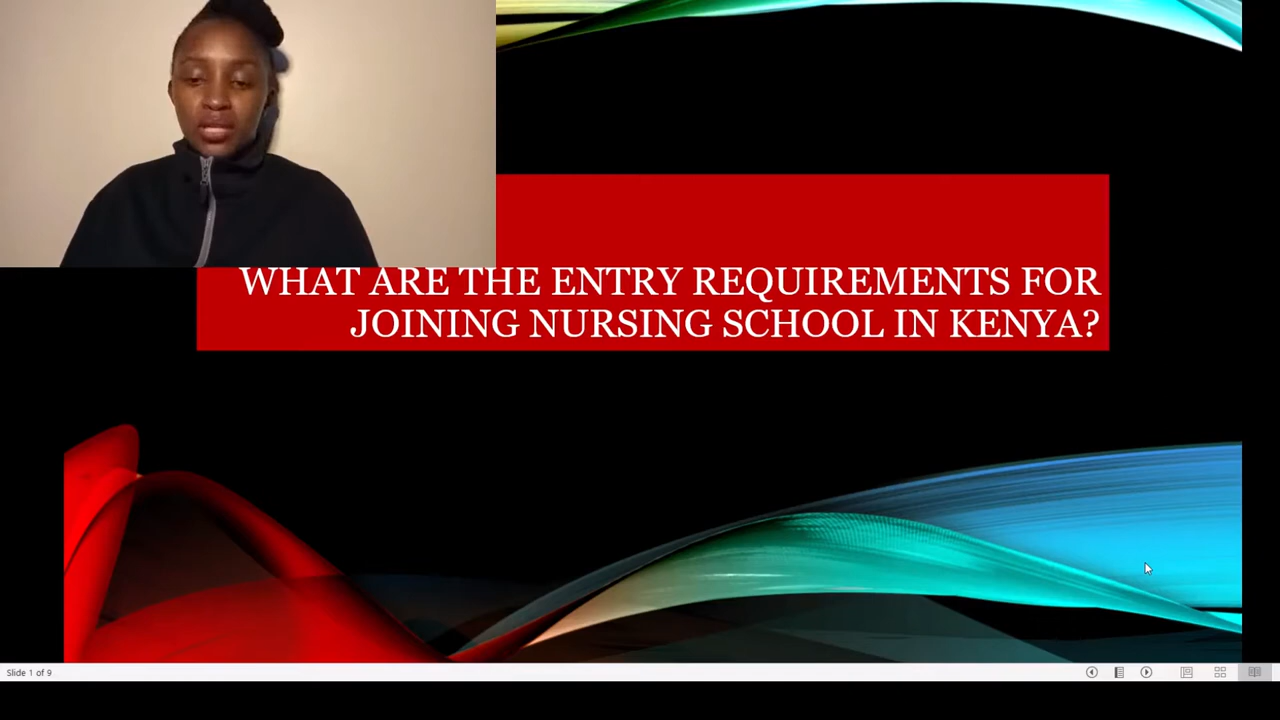 WHAT ARE THE ENTRY REQUIREMENTS FOR
JOINING NURSING SCHOOL IN KENYA?
Slide 1 of 9